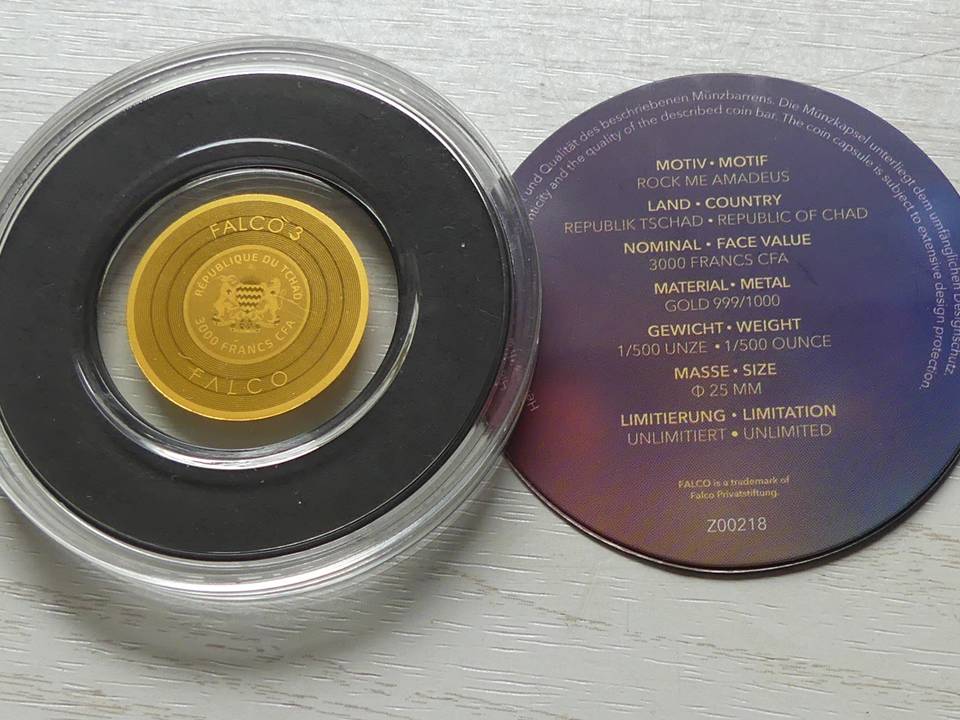 FALCO 3
RÉPUBLIQUE DU TCHAD
3000 FRANCS CFA
FALCO
und Qualität des beschriebenen Münzbarrens. Die Münzkapsel unterliegt dem umfänglichen Designschutz.
and the quality of the described coin bar. The coin capsule is subject to extensive design protection.
MOTIV • MOTIF
ROCK ME AMADEUS
LAND • COUNTRY
REPUBLIK TSCHAD • REPUBLIC OF CHAD
NOMINAL • FACE VALUE
3000 FRANCS CFA
MATERIAL • METAL
GOLD 999/1000
GEWICHT • WEIGHT
1/500 UNZE • 1/500 OUNCE
MASSE • SIZE
Φ 25 MM
LIMITIERUNG • LIMITATION
UNLIMITIERT • UNLIMITED
FALCO is a trademark of
Falco Privatstiftung.
Z00218